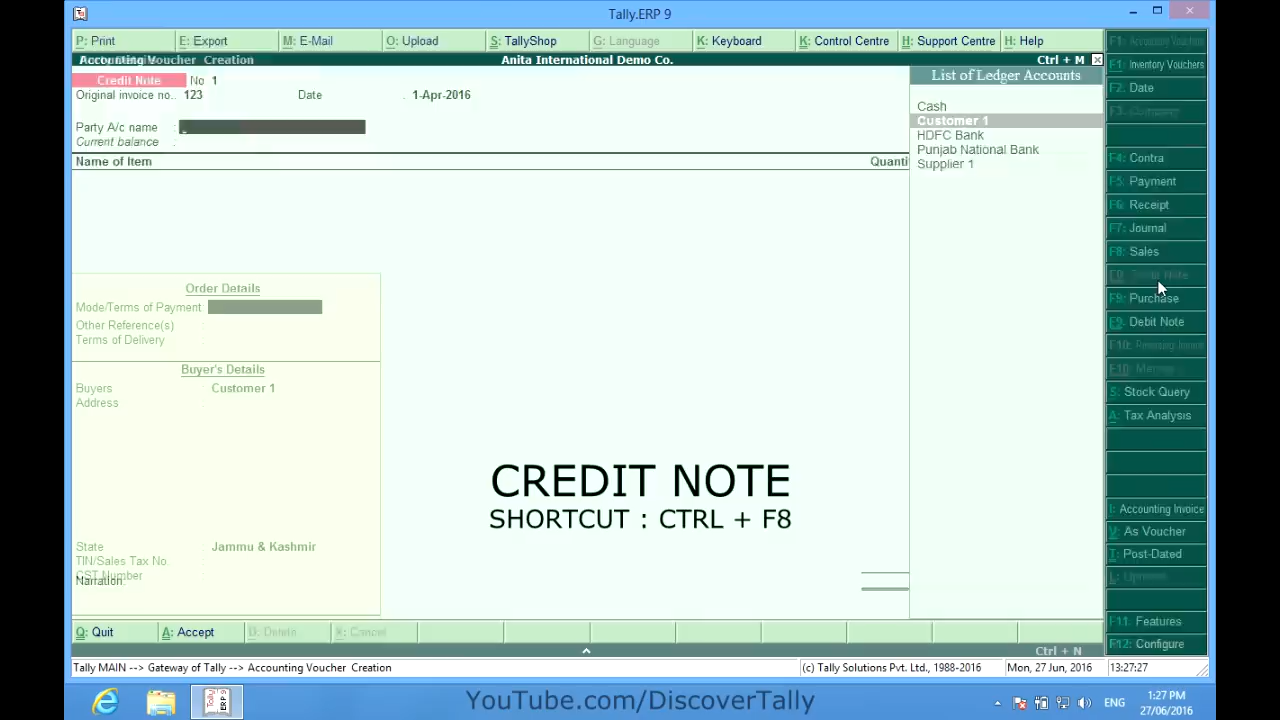 Tally.ERP 9
P: Print
E: Export
M: E-Mail
O: Upload
S: TallyShop
G: Language
K: Keyboard
K: Control Centre
H: Support Centre
H: Help
Accounting Voucher Creation
Anita International Demo Co.
Ctrl + M
Credit Note No 1
Original invoice no.. 123 Date . 1-Apr-2016
Party A/c name :
Current balance :
Name of Item
Quanti
List of Ledger Accounts
Cash
Customer 1
HDFC Bank
Punjab National Bank
Supplier 1
Order Details
Mode/Terms of Payment:
Other Reference(s) :
Terms of Delivery :
Buyer's Details
Buyers : Customer 1
Address :
State : Jammu & Kashmir
TIN/Sales Tax No. :
CST Number :
Narration:
CREDIT NOTE
SHORTCUT : CTRL + F8
F1: Inventory Vouchers
F2: Date
F4: Contra
F5: Payment
F6: Receipt
F7: Journal
F8: Sales
F9: Purchase
F9: Debit Note
S: Stock Query
A: Tax Analysis
I: Accounting Invoice
V: As Voucher
T: Post-Dated
F11: Features
F12: Configure
Q: Quit
A: Accept
D: Delete
X: Cancel
Ctrl + N
Tally MAIN --> Gateway of Tally --> Accounting Voucher Creation
(c) Tally Solutions Pvt. Ltd., 1988-2016
Mon, 27 Jun, 2016
13:27:27
Tally ERP 9
YouTube.com/DiscoverTally
ENG
1:27 PM
27/06/2016